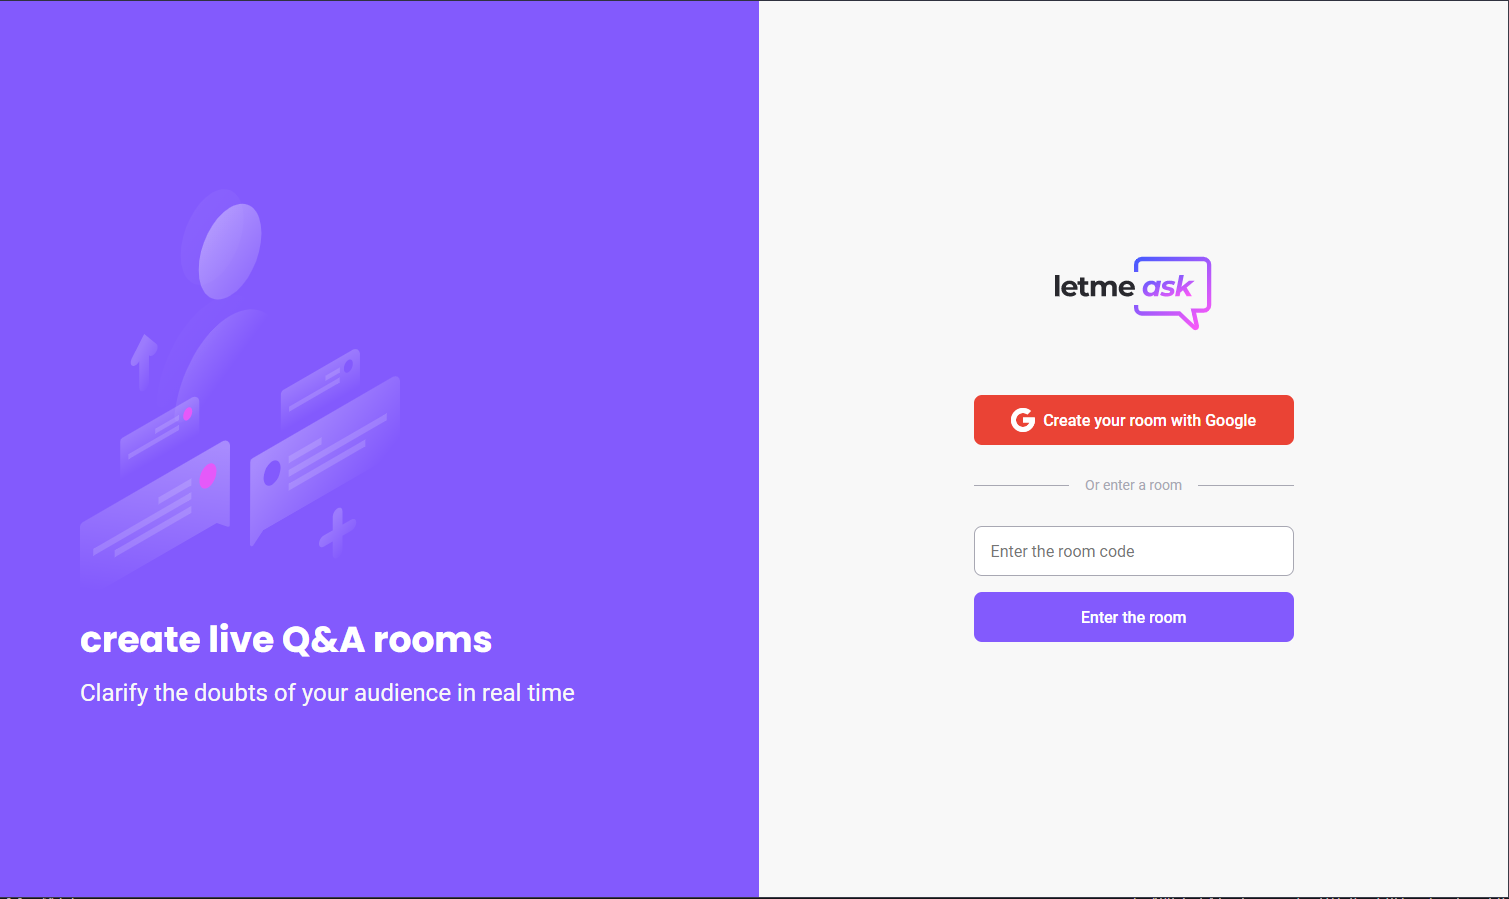 create live Q&A rooms
Clarify the doubts of your audience in real time
letme ask
Create your room with Google
Or enter a room
Enter the room code
Enter the room